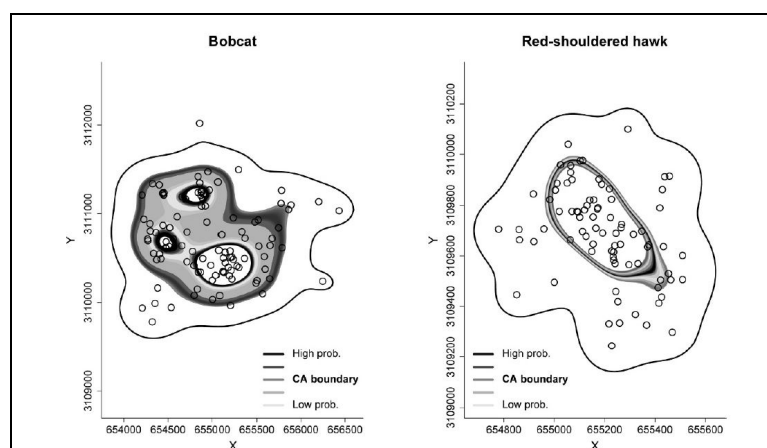 Bobcat
Y
3112000
3111000
3110000
3109000
654000 654500 655000 655500 656000 656500
X
High prob.
CA boundary
Low prob.
Red-shouldered hawk
Y
3110200
3110000
3109800
3109600
3109400
3109200
3109000
654800 655000 655200 655400 655600
X
High prob.
CA boundary
Low prob.